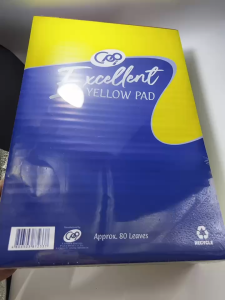 Excellent
YELLOW PAD
Approx. 80 Leaves
RECYCLE